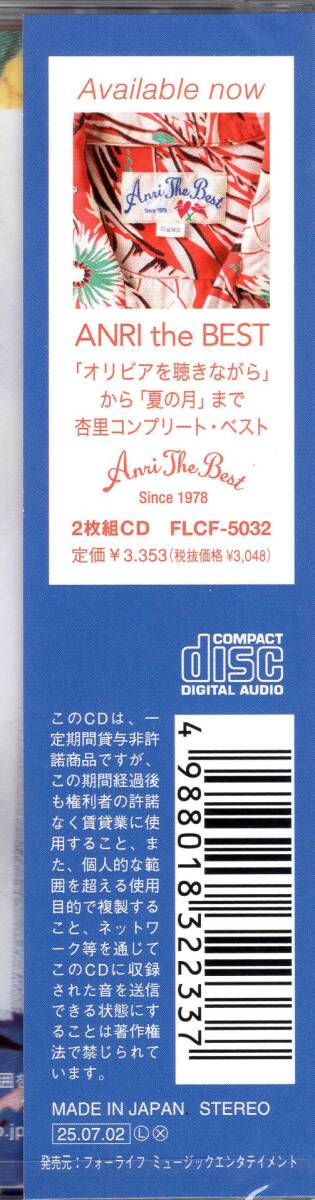 Available now
Anri The Best
Since 1978
ANRI the BEST
「オリビアを聴きながら」
から「夏の月」まで
杏里コンプリート・ベスト
Anri The Best
Since 1978
2枚組CD FLCF-5032
定価￥3.353(税抜価格￥3,048)
COMPACT
disc
DIGITAL AUDIO
このCDは、一
定期間貸与非許
諾商品ですが、
この期間経過後
も権利者の許諾
なく賃貸業に使
用すること、ま
た、個人的な範
囲を超える使用
目的で複製する
こと、ネットワ
ーク等を通じて
このCDに収録
された音を送信
できる状態にす
ることは著作権
法で禁じられて
います。
4 988018 322337
MADE IN JAPAN. STEREO
25.07.02 Ⓛ Ⓧ
発売元：フォーライフ ミュージックエンタテイメント
囲を
.jp